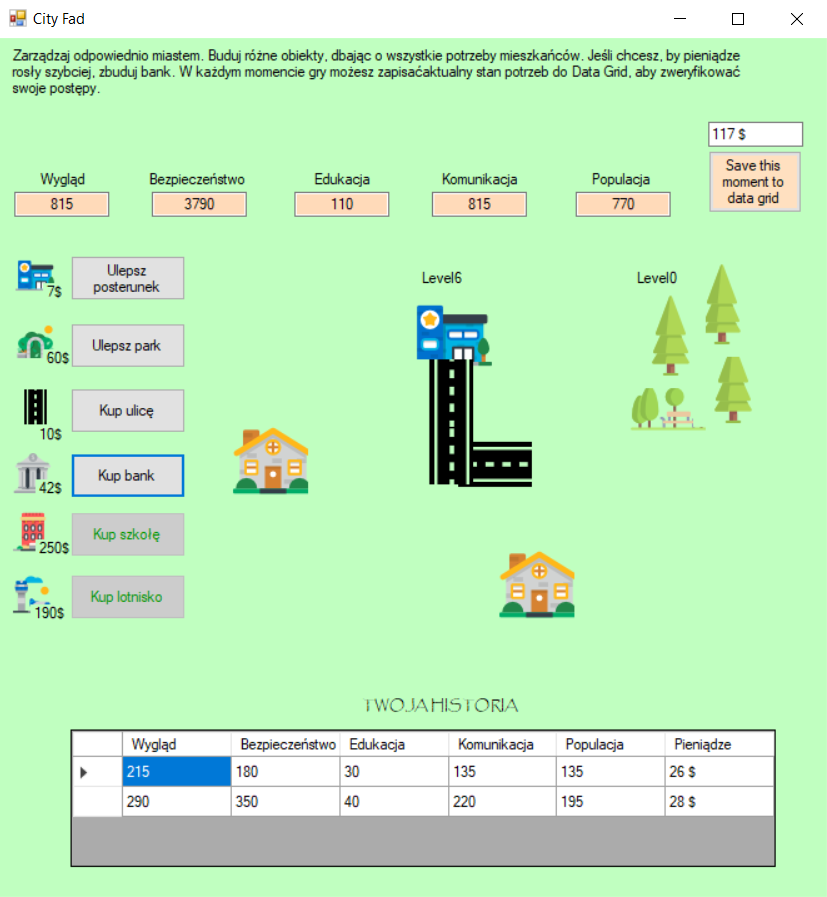 City Fad
Zarządzaj odpowiednio miastem. Buduj różne obiekty, dbając o wszystkie potrzeby mieszkańców. Jeśli chcesz, by pieniądze
rosły szybciej, zbuduj bank. W każdym momencie gry możesz zapisaćaktualny stan potrzeb do Data Grid, aby zweryfikować
swoje postępy.
117 $
Save this
moment to
data grid
Wygląd Bezpieczeństwo Edukacja Komunikacja Populacja
815 3790 110 815 770
Ulepsz
posterunek
7$
Level6 Level0
Ulepsz park
60$
Kup ulicę
10$
Kup bank
42$
Kup szkołę
250$
Kup lotnisko
190$
TWOJA HISTORIA
Wygląd Bezpieczeństwo Edukacja Komunikacja Populacja Pieniądze
215 180 30 135 135 26 $
290 350 40 220 195 28 $